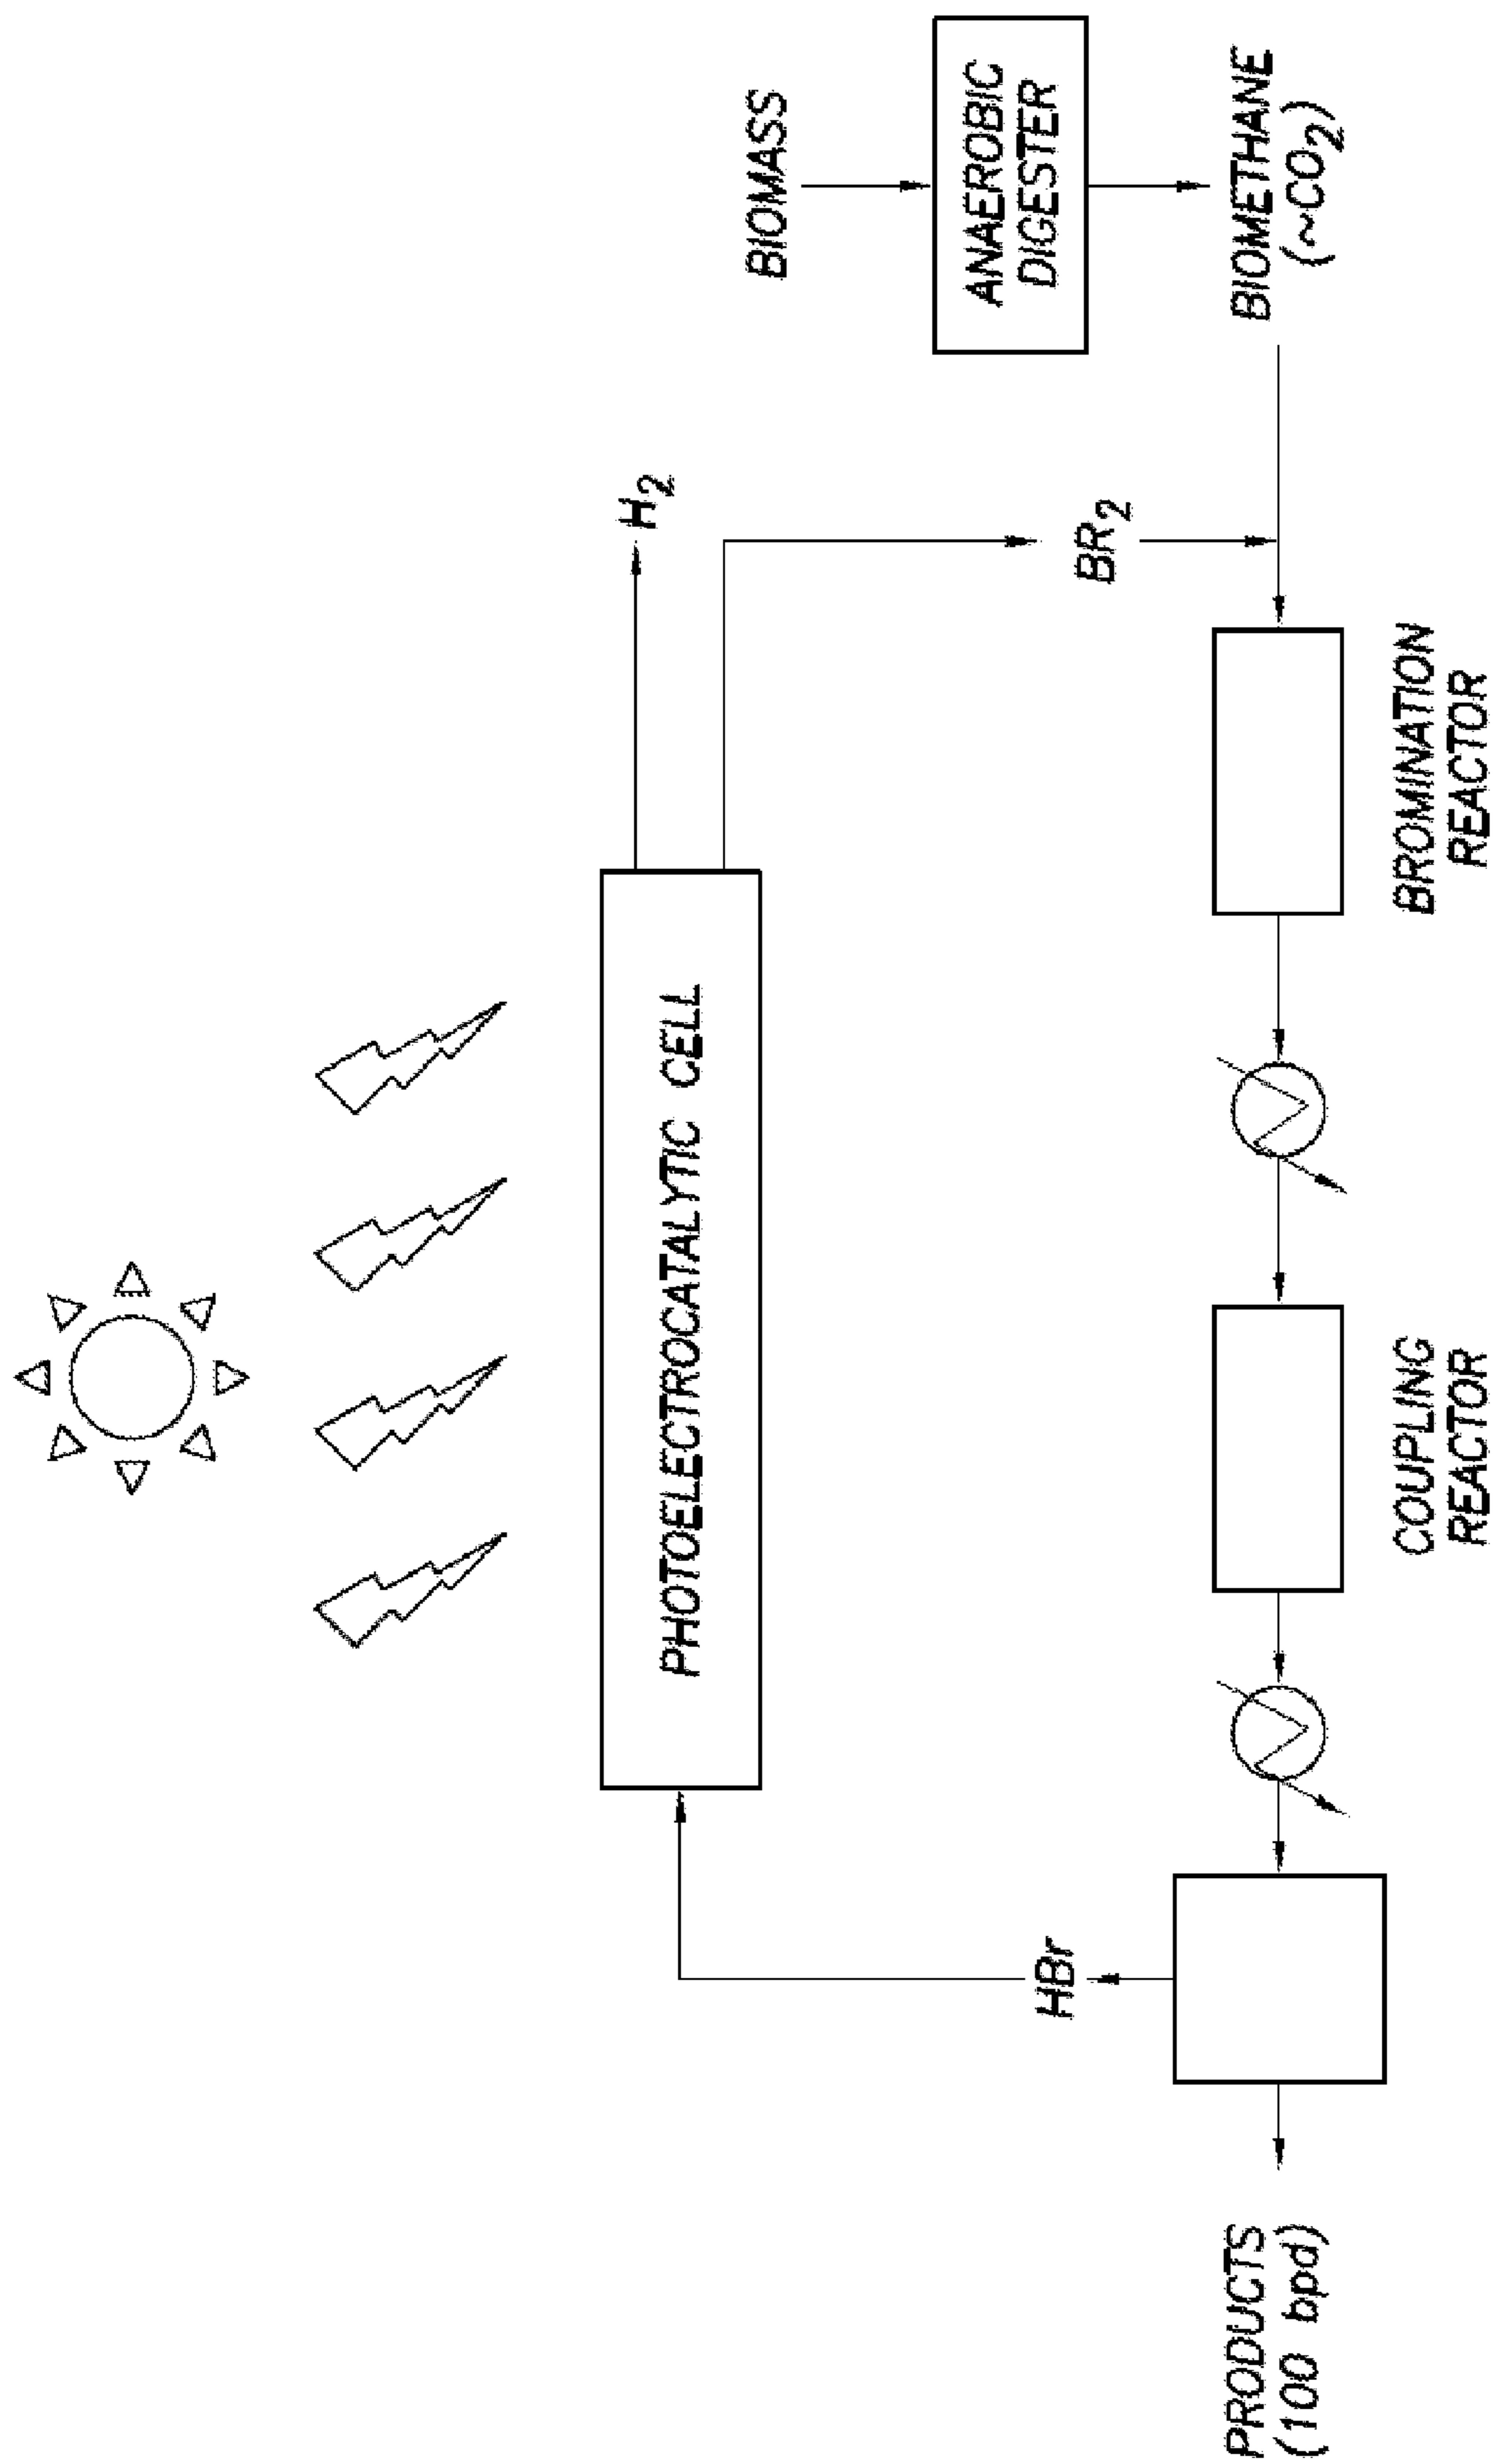 PHOTOELECTROCATALYTIC CELL
H2
BIOMASS
ANAEROBIC
DIGESTER
HBr
BR2
BIOMETHANE
(~CO2)
PRODUCTS
(100 bpd)
COUPLING
REACTOR
BROMINATION
REACTOR